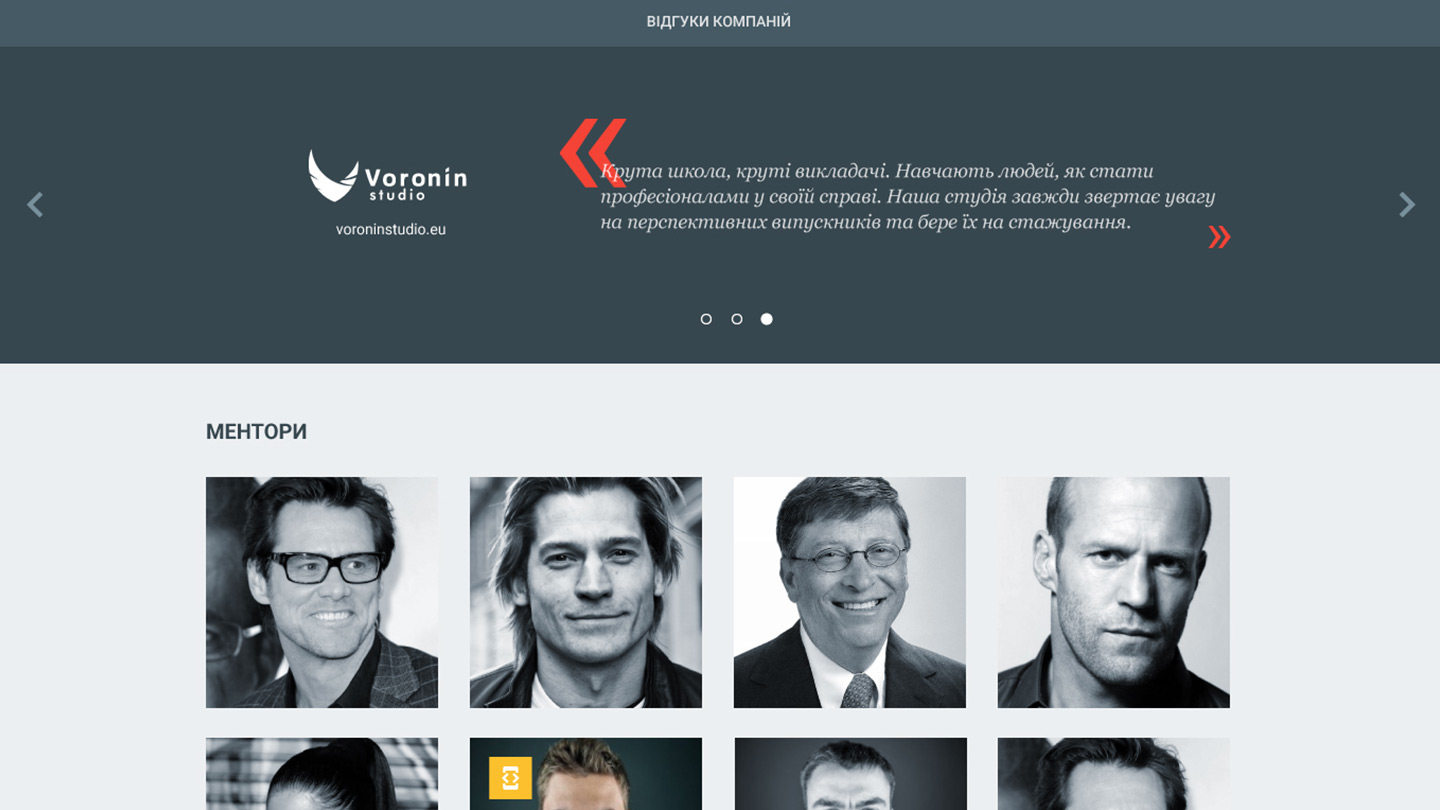 ВІДГУКИ КОМПАНІЙ
«
Крута школа, круті викладачі. Навчають людей, як стати
професіоналами у своїй справі. Наша студія завжди звертає увагу
на перспективних випускників та бере їх на стажування.
»
Voronin
studio
voroninstudio.eu
МЕНТОРИ